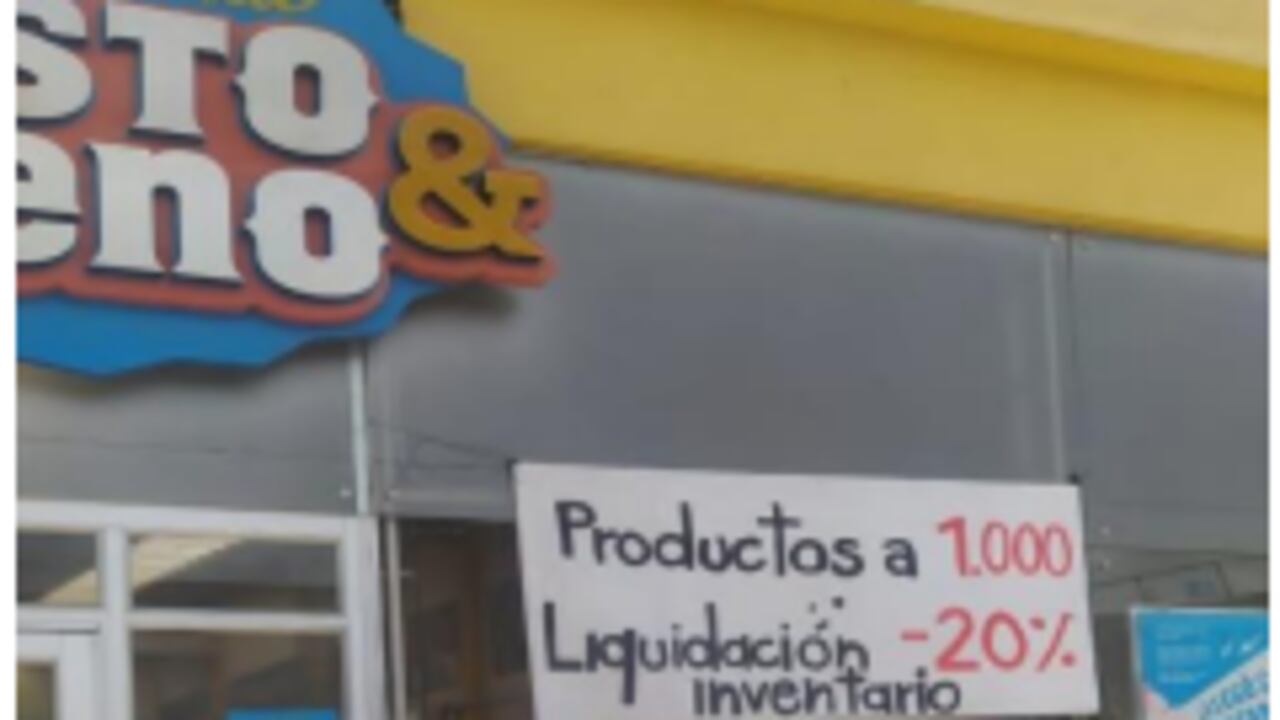 STO
eno &
Productos a 1.000
Liquidación -20%
inventario